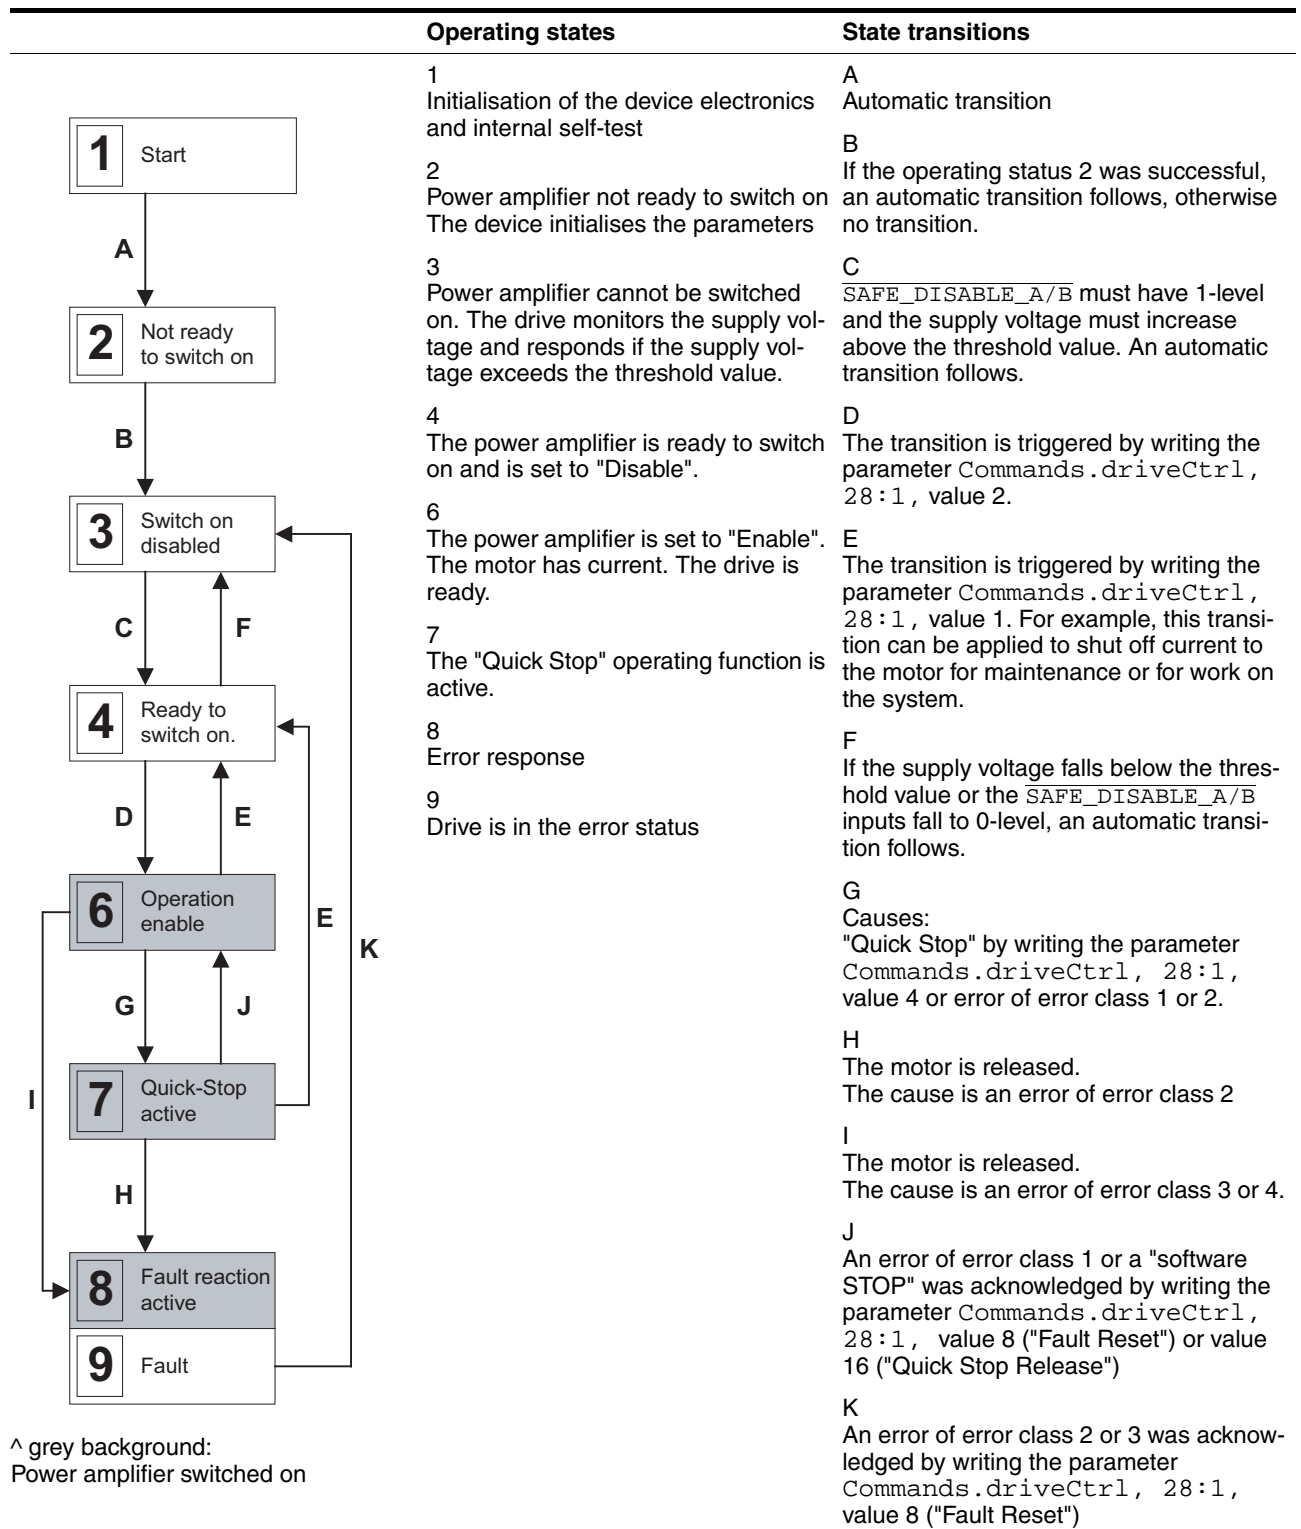 Operating states
State transitions
1
Start
A
2
Not ready
to switch on
B
3
Switch on
disabled
C
F
4
Ready to
switch on.
D
E
6
Operation
enable
E
K
G
J
7
Quick-Stop
active
I
H
8
Fault reaction
active
9
Fault
^ grey background:
Power amplifier switched on
1
Initialisation of the device electronics
and internal self-test
2
Power amplifier not ready to switch on
The device initialises the parameters
3
Power amplifier cannot be switched
on. The drive monitors the supply vol-
tage and responds if the supply vol-
tage exceeds the threshold value.
4
The power amplifier is ready to switch
on and is set to "Disable".
6
The power amplifier is set to "Enable".
The motor has current. The drive is
ready.
7
The "Quick Stop" operating function is
active.
8
Error response
9
Drive is in the error status
A
Automatic transition
B
If the operating status 2 was successful,
an automatic transition follows, otherwise
no transition.
C
SAFE_DISABLE_A/B must have 1-level
and the supply voltage must increase
above the threshold value. An automatic
transition follows.
D
The transition is triggered by writing the
parameter Commands.driveCtrl,
28:1, value 2.
E
The transition is triggered by writing the
parameter Commands.driveCtrl,
28:1, value 1. For example, this transi-
tion can be applied to shut off current to
the motor for maintenance or for work on
the system.
F
If the supply voltage falls below the thres-
hold value or the SAFE_DISABLE_A/B
inputs fall to 0-level, an automatic transi-
tion follows.
G
Causes:
"Quick Stop" by writing the parameter
Commands.driveCtrl, 28:1,
value 4 or error of error class 1 or 2.
H
The motor is released.
The cause is an error of error class 2
I
The motor is released.
The cause is an error of error class 3 or 4.
J
An error of error class 1 or a "software
STOP" was acknowledged by writing the
parameter Commands.driveCtrl,
28:1, value 8 ("Fault Reset") or value
16 ("Quick Stop Release")
K
An error of error class 2 or 3 was acknow-
ledged by writing the parameter
Commands.driveCtrl, 28:1,
value 8 ("Fault Reset")